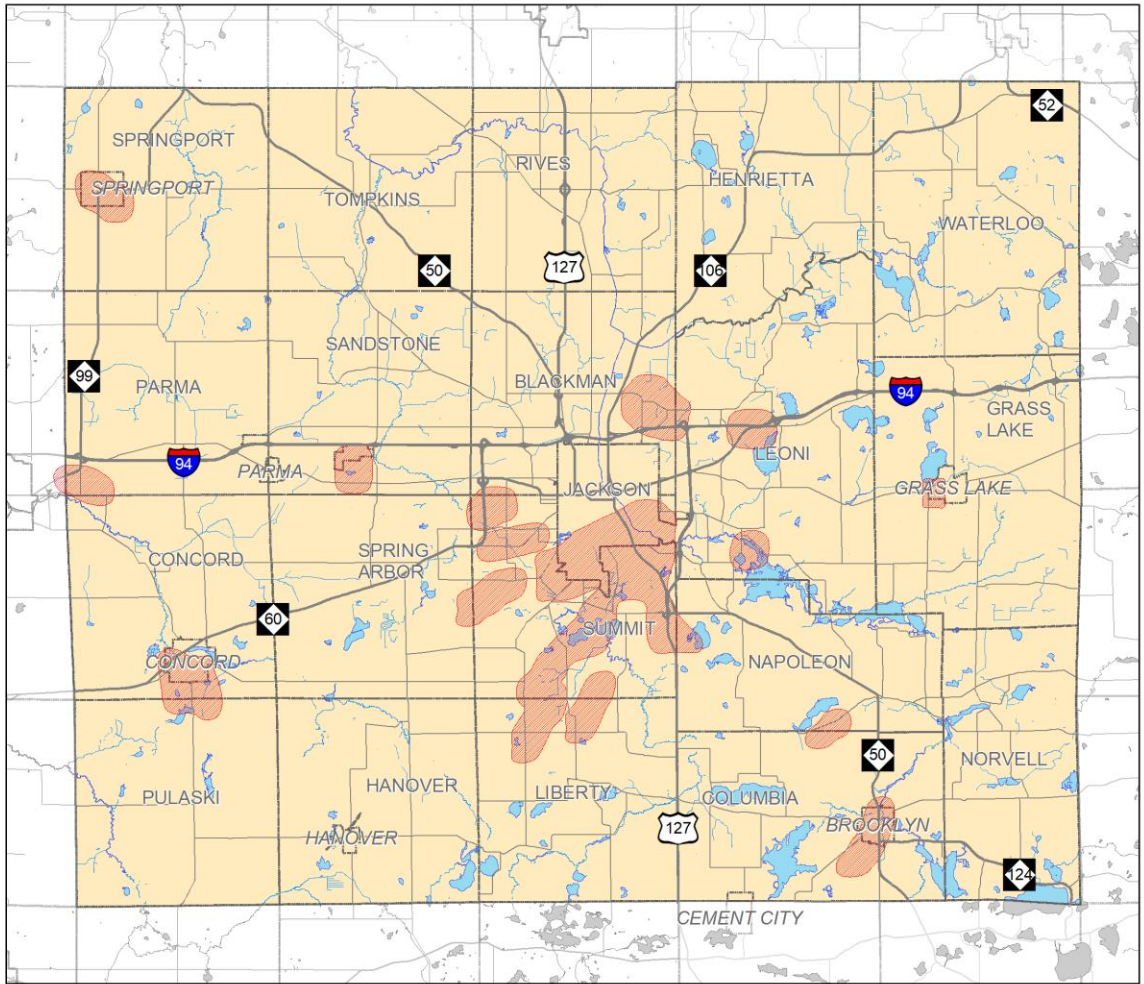 52
SPRINGPORT
RIVES
HENRIETTA
SPRINGPORT
TOMPKINS
WATERLOO
50
127
106
SANDSTONE
99
PARMA
BLACKMAN
94
GRASS
LAKE
94
PARMA
LEONI
JACKSON
GRASS LAKE
CONCORD
SPRING
ARBOR
60
SUMMIT
CONCORD
NAPOLEON
50
NORVELL
HANOVER
PULASKI
LIBERTY
COLUMBIA
HANOVER
127
BROOKLYN
124
CEMENT CITY